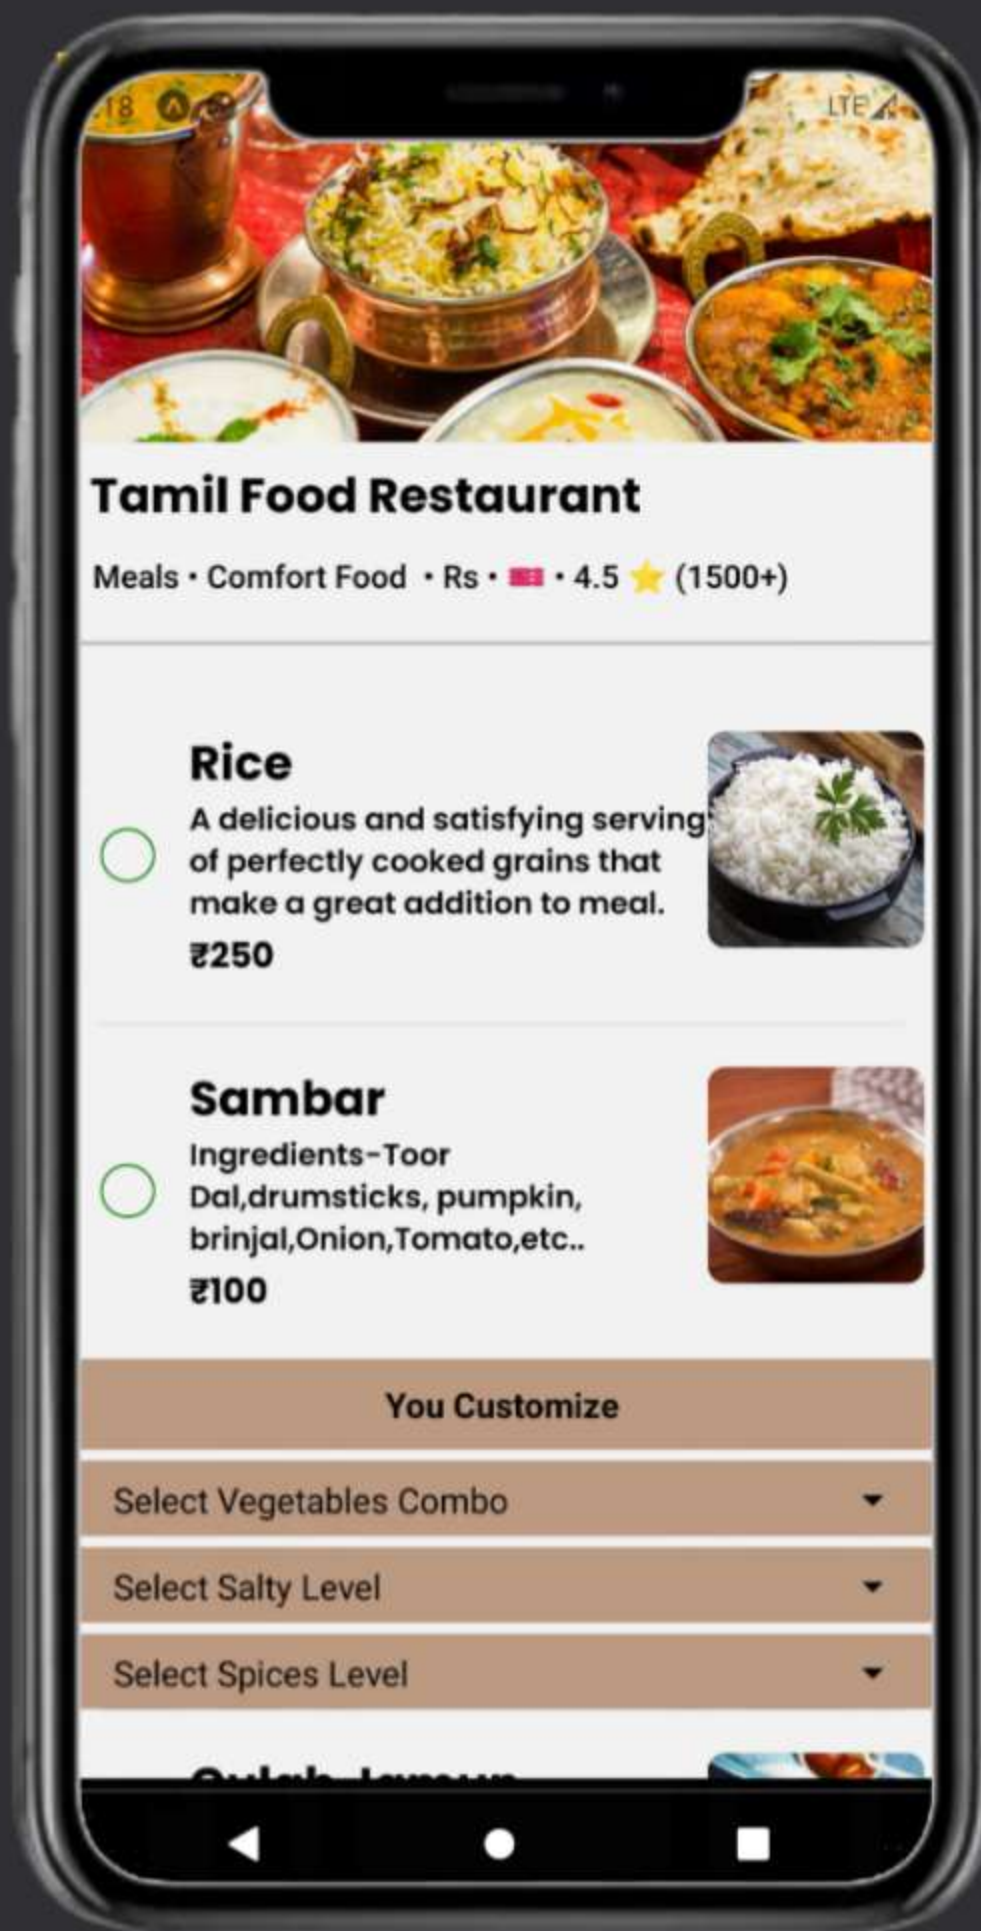 18
LTE
Tamil Food Restaurant
Meals • Comfort Food • Rs • 🎫 • 4.5 ⭐ (1500+)
Rice
A delicious and satisfying serving
of perfectly cooked grains that
make a great addition to meal.
₹250
Sambar
Ingredients-Toor
Dal,drumsticks, pumpkin,
brinjal,Onion,Tomato,etc..
₹100
You Customize
Select Vegetables Combo
Select Salty Level
Select Spices Level
Gulab Jamun